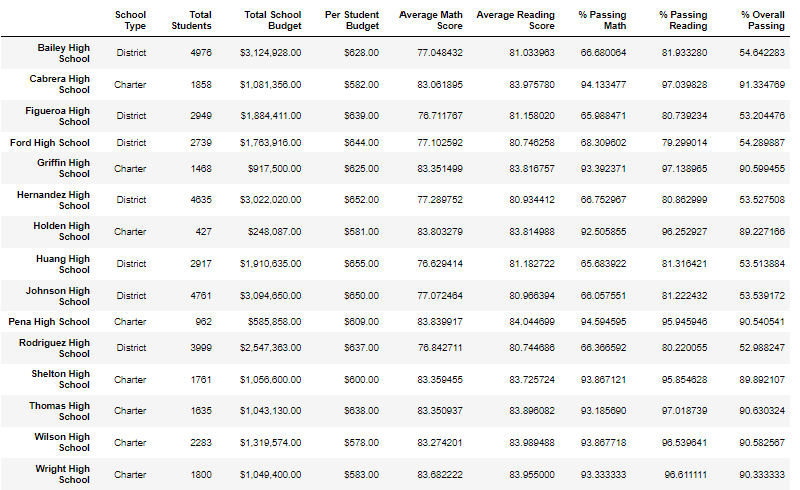 School Type Total Students Total School Budget Per Student Budget Average Math Score Average Reading Score % Passing Math % Passing Reading % Overall Passing
Bailey High School District 4976 $3,124,928.00 $628.00 77.048432 81.033963 66.680064 81.933280 54.642283
Cabrera High School Charter 1858 $1,081,356.00 $582.00 83.061895 83.975780 94.133477 97.039828 91.334769
Figueroa High School District 2949 $1,884,411.00 $639.00 76.711767 81.158020 65.988471 80.739234 53.204476
Ford High School District 2739 $1,763,916.00 $644.00 77.102592 80.746258 68.309602 79.299014 54.289887
Griffin High School Charter 1468 $917,500.00 $625.00 83.351499 83.816757 93.392371 97.138965 90.599455
Hernandez High School District 4635 $3,022,020.00 $652.00 77.289752 80.934412 66.752967 80.862999 53.527508
Holden High School Charter 427 $248,087.00 $581.00 83.803279 83.814988 92.505855 96.252927 89.227166
Huang High School District 2917 $1,910,635.00 $655.00 76.629414 81.182722 65.683922 81.316421 53.513884
Johnson High School District 4761 $3,094,650.00 $650.00 77.072464 80.966394 66.057551 81.222432 53.539172
Pena High School Charter 962 $585,858.00 $609.00 83.839917 84.044699 94.594595 95.945946 90.540541
Rodriguez High School District 3999 $2,547,363.00 $637.00 76.842711 80.744686 66.366592 80.220055 52.988247
Shelton High School Charter 1761 $1,056,600.00 $600.00 83.359455 83.725724 93.867121 95.854628 89.892107
Thomas High School Charter 1635 $1,043,130.00 $638.00 83.350937 83.896082 93.185690 97.018739 90.630324
Wilson High School Charter 2283 $1,319,574.00 $578.00 83.274201 83.989488 93.867718 96.539641 90.582567
Wright High School Charter 1800 $1,049,400.00 $583.00 83.682222 83.955000 93.333333 96.611111 90.333333